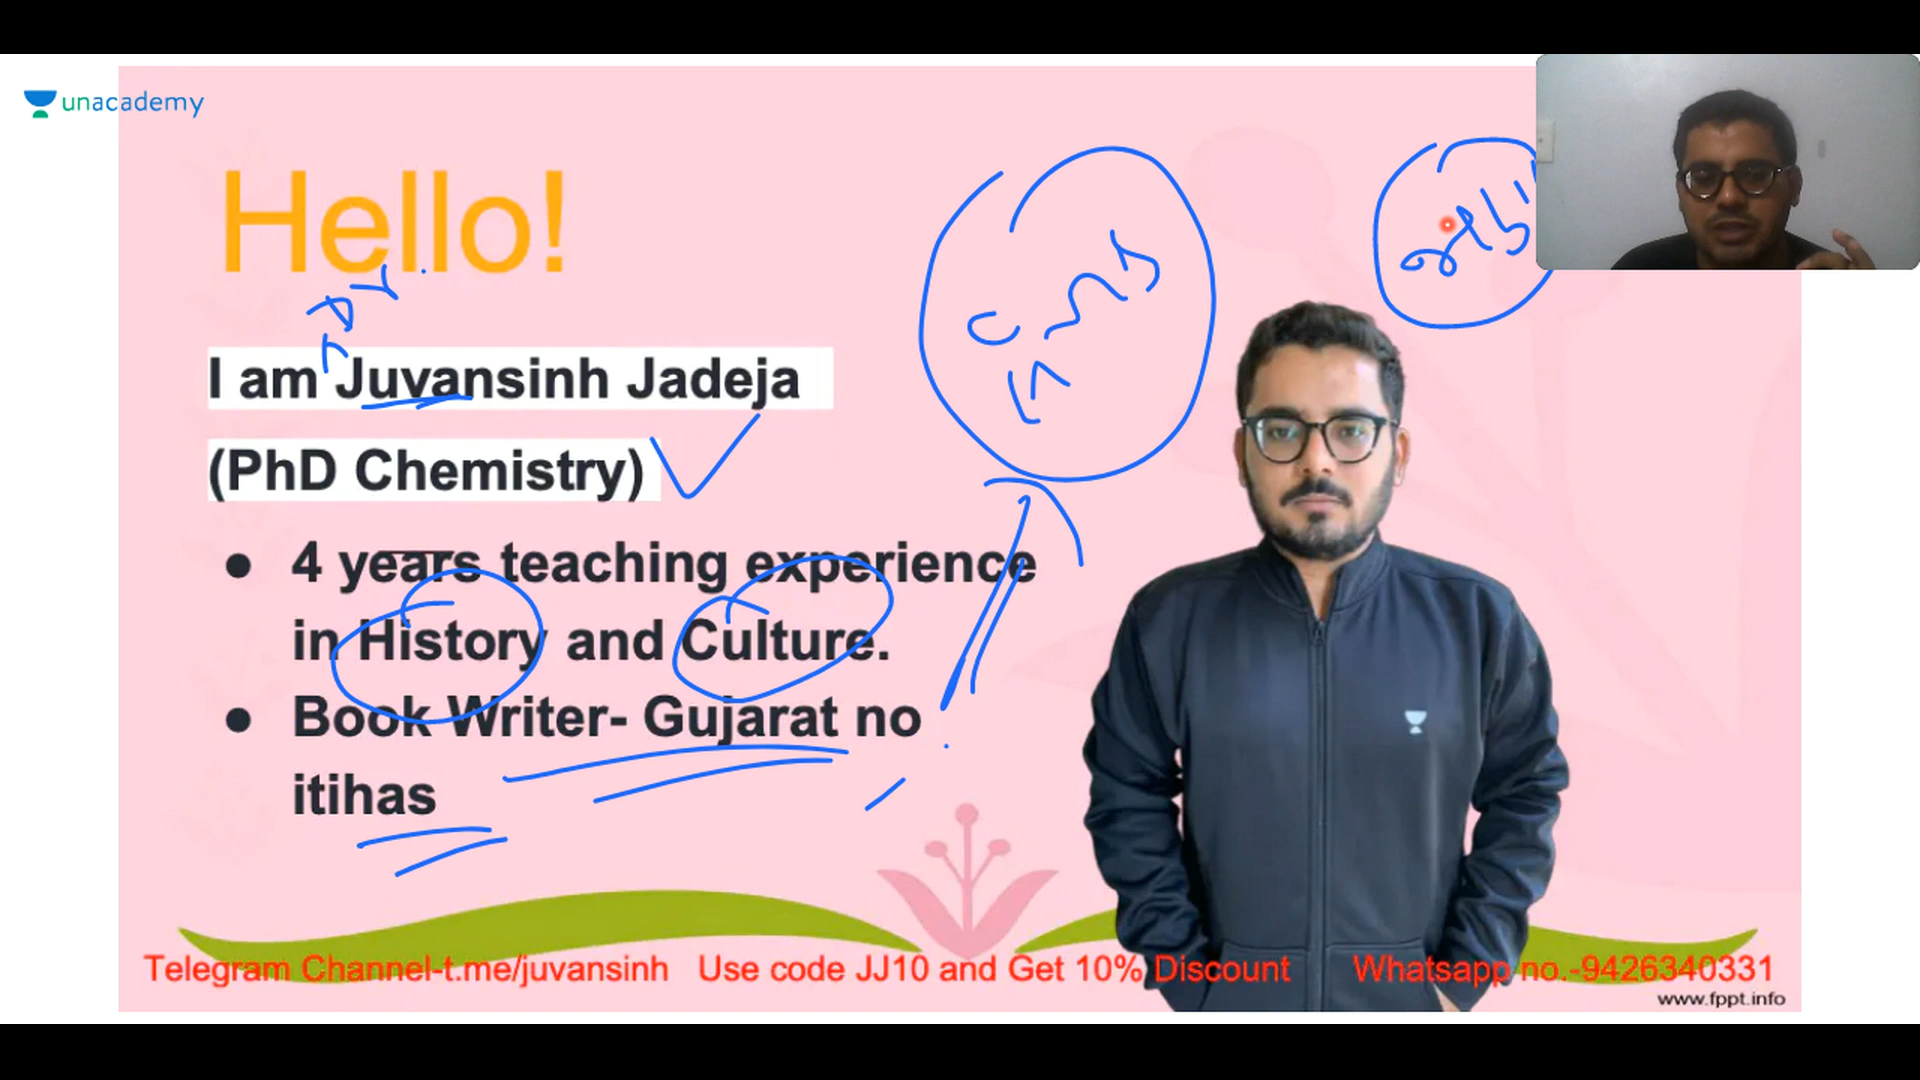 unacademy
Hello!
Dr.
I am Juvansinh Jadeja
(PhD Chemistry)
● 4 years teaching experience
in History and Culture.
● Book Writer- Gujarat no
itihas
Telegram Channel-t.me/juvansinh Use code JJ10 and Get 10% Discount Whatsapp no.-9426340331
www.fppt.info